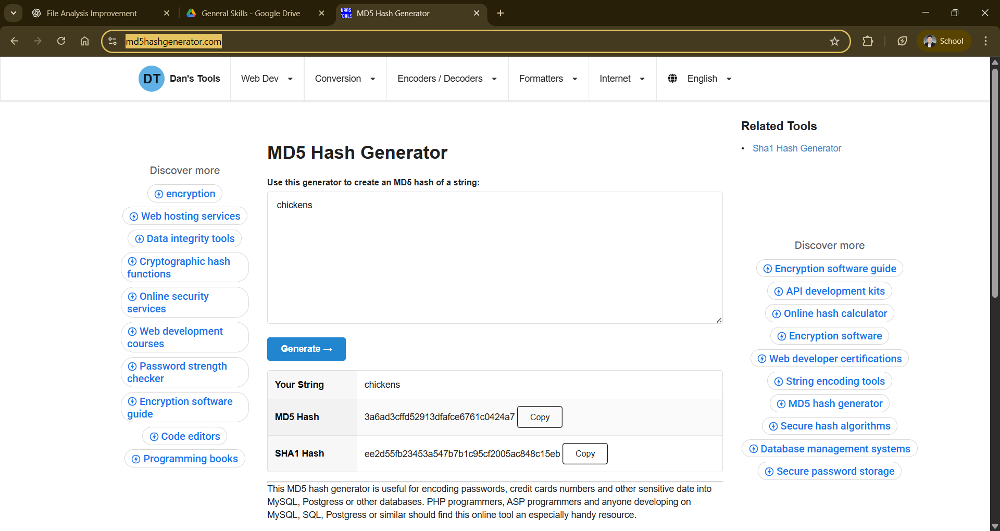 File Analysis Improvement
General Skills - Google Drive
DANS TOOLS
MD5 Hash Generator
md5hashgenerator.com
School
DT
Dan's Tools
Web Dev
Conversion
Encoders / Decoders
Formatters
Internet
English
Discover more
encryption
Web hosting services
Data integrity tools
Cryptographic hash
functions
Online security
services
Web development
courses
Password strength
checker
Encryption software
guide
Code editors
Programming books
MD5 Hash Generator
Use this generator to create an MD5 hash of a string:
chickens
Generate →
Your String chickens
MD5 Hash 3a6ad3cffd52913dfafce6761c0424a7 Copy
SHA1 Hash ee2d55fb23453a547b7b1c95cf2005ac848c15eb Copy
This MD5 hash generator is useful for encoding passwords, credit cards numbers and other sensitive date into
MySQL, Postgress or other databases. PHP programmers, ASP programmers and anyone developing on
MySQL, SQL, Postgress or similar should find this online tool an especially handy resource.
Related Tools
• Sha1 Hash Generator
Discover more
Encryption software guide
API development kits
Online hash calculator
Encryption software
Web developer certifications
String encoding tools
MD5 hash generator
Secure hash algorithms
Database management systems
Secure password storage